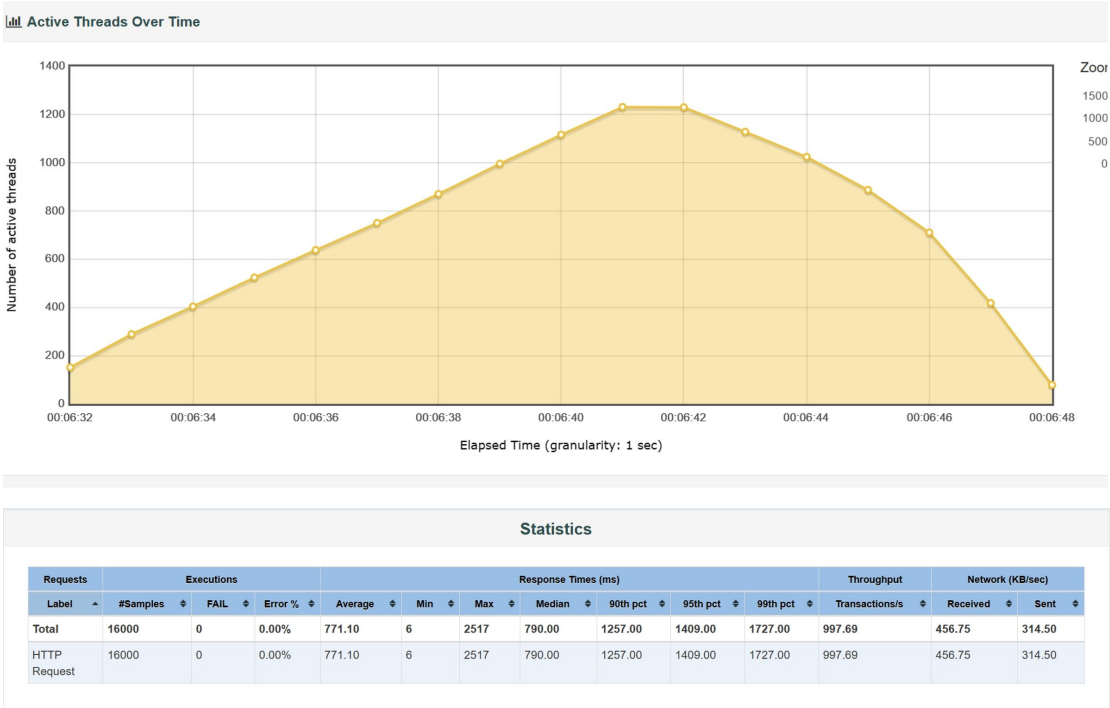 Active Threads Over Time
Zoor
1400
1200
1000
800
600
400
200
0
1500
1000
500
0
Number of active threads
00:06:32 00:06:34 00:06:36 00:06:38 00:06:40 00:06:42 00:06:44 00:06:46 00:06:48
Elapsed Time (granularity: 1 sec)
Statistics
Requests Executions Response Times (ms) Throughput Network (KB/sec)
Label #Samples FAIL Error % Average Min Max Median 90th pct 95th pct 99th pct Transactions/s Received Sent
Total 16000 0 0.00% 771.10 6 2517 790.00 1257.00 1409.00 1727.00 997.69 456.75 314.50
HTTP Request 16000 0 0.00% 771.10 6 2517 790.00 1257.00 1409.00 1727.00 997.69 456.75 314.50